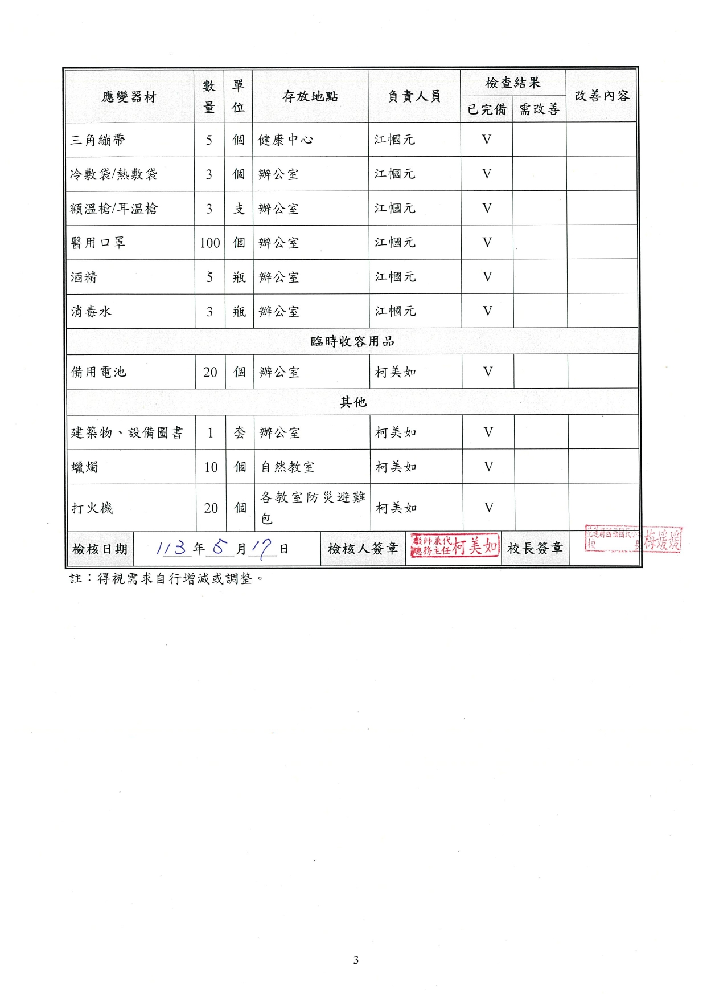 應變器材 數量 單位 存放地點 負責人員 檢查結果 改善內容
已完備 需改善
三角繃帶 5 個 健康中心 江幗元 V
冷敷袋/熱敷袋 3 個 辦公室 江幗元 V
額溫槍/耳溫槍 3 支 辦公室 江幗元 V
醫用口罩 100 個 辦公室 江幗元 V
酒精 5 瓶 辦公室 江幗元 V
消毒水 3 瓶 辦公室 江幗元 V
臨時收容用品
備用電池 20 個 辦公室 柯美如 V
其他
建築物、設備圖書 1 套 辦公室 柯美如 V
蠟燭 10 個 自然教室 柯美如 V
打火機 20 個 各教室防災避難包 柯美如 V
檢核日期 113年5月17日 檢核人簽章 教師兼代總務主任柯美如 校長簽章 花蓮縣國福國民小 校長梅媛媛
註：得視需求自行增減或調整。
3